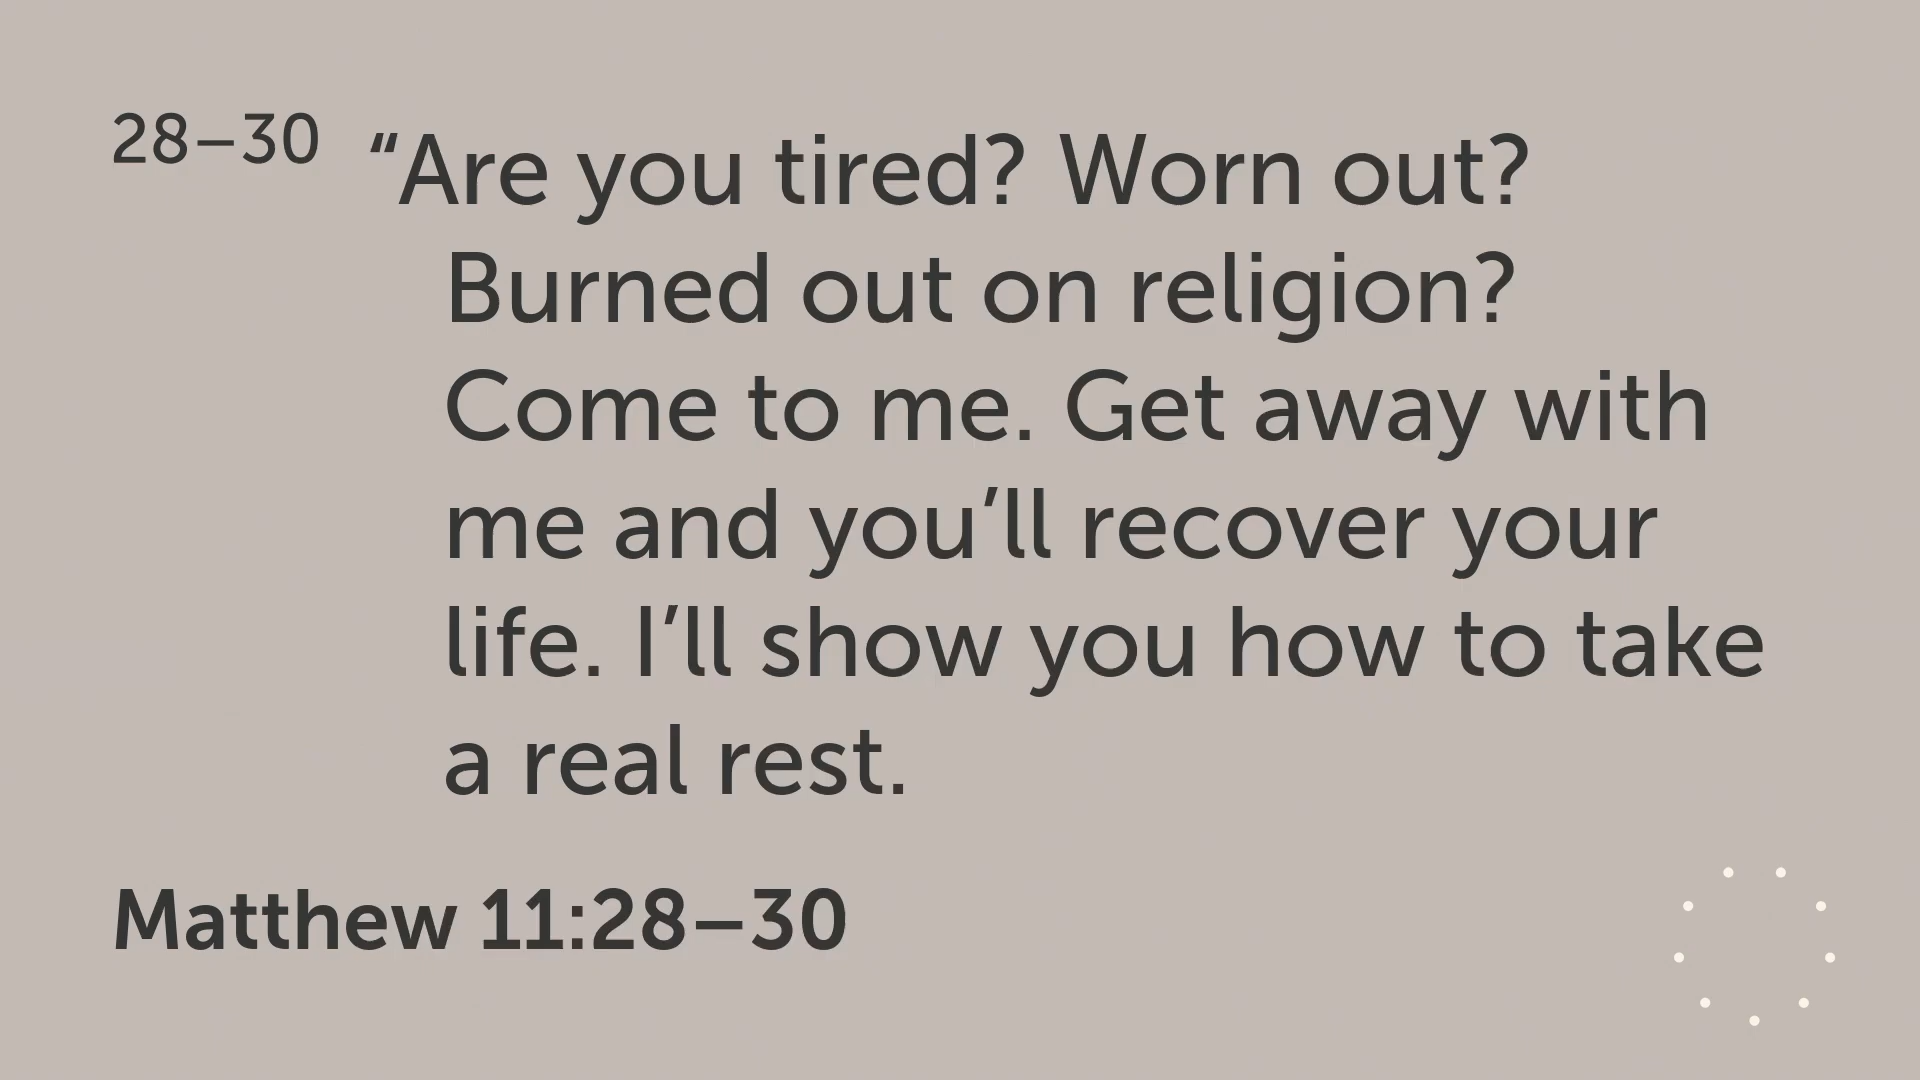 28–30 “Are you tired? Worn out?
Burned out on religion?
Come to me. Get away with
me and you’ll recover your
life. I’ll show you how to take
a real rest.
Matthew 11:28–30